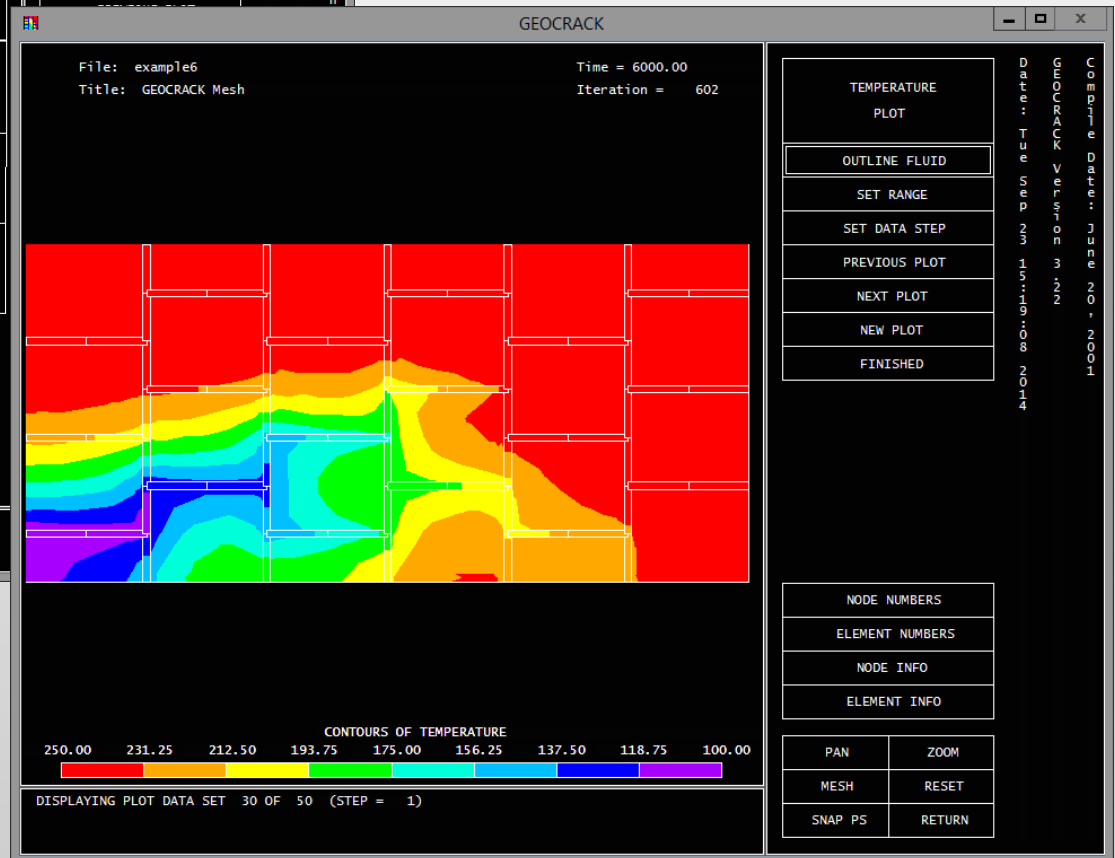 GEOCRACK
File: example6
Time = 6000.00
Title: GEOCRACK Mesh
Iteration = 602
CONTOURS OF TEMPERATURE
250.00 231.25 212.50 193.75 175.00 156.25 137.50 118.75 100.00
DISPLAYING PLOT DATA SET 30 OF 50 (STEP = 1)
TEMPERATURE
PLOT
OUTLINE FLUID
SET RANGE
SET DATA STEP
PREVIOUS PLOT
NEXT PLOT
NEW PLOT
FINISHED
NODE NUMBERS
ELEMENT NUMBERS
NODE INFO
ELEMENT INFO
PAN ZOOM
MESH RESET
SNAP PS RETURN
Date: Tue Sep 23 15:19:08 2014
GEOCRACK Version 3.22
Compile Date: June 20, 2001